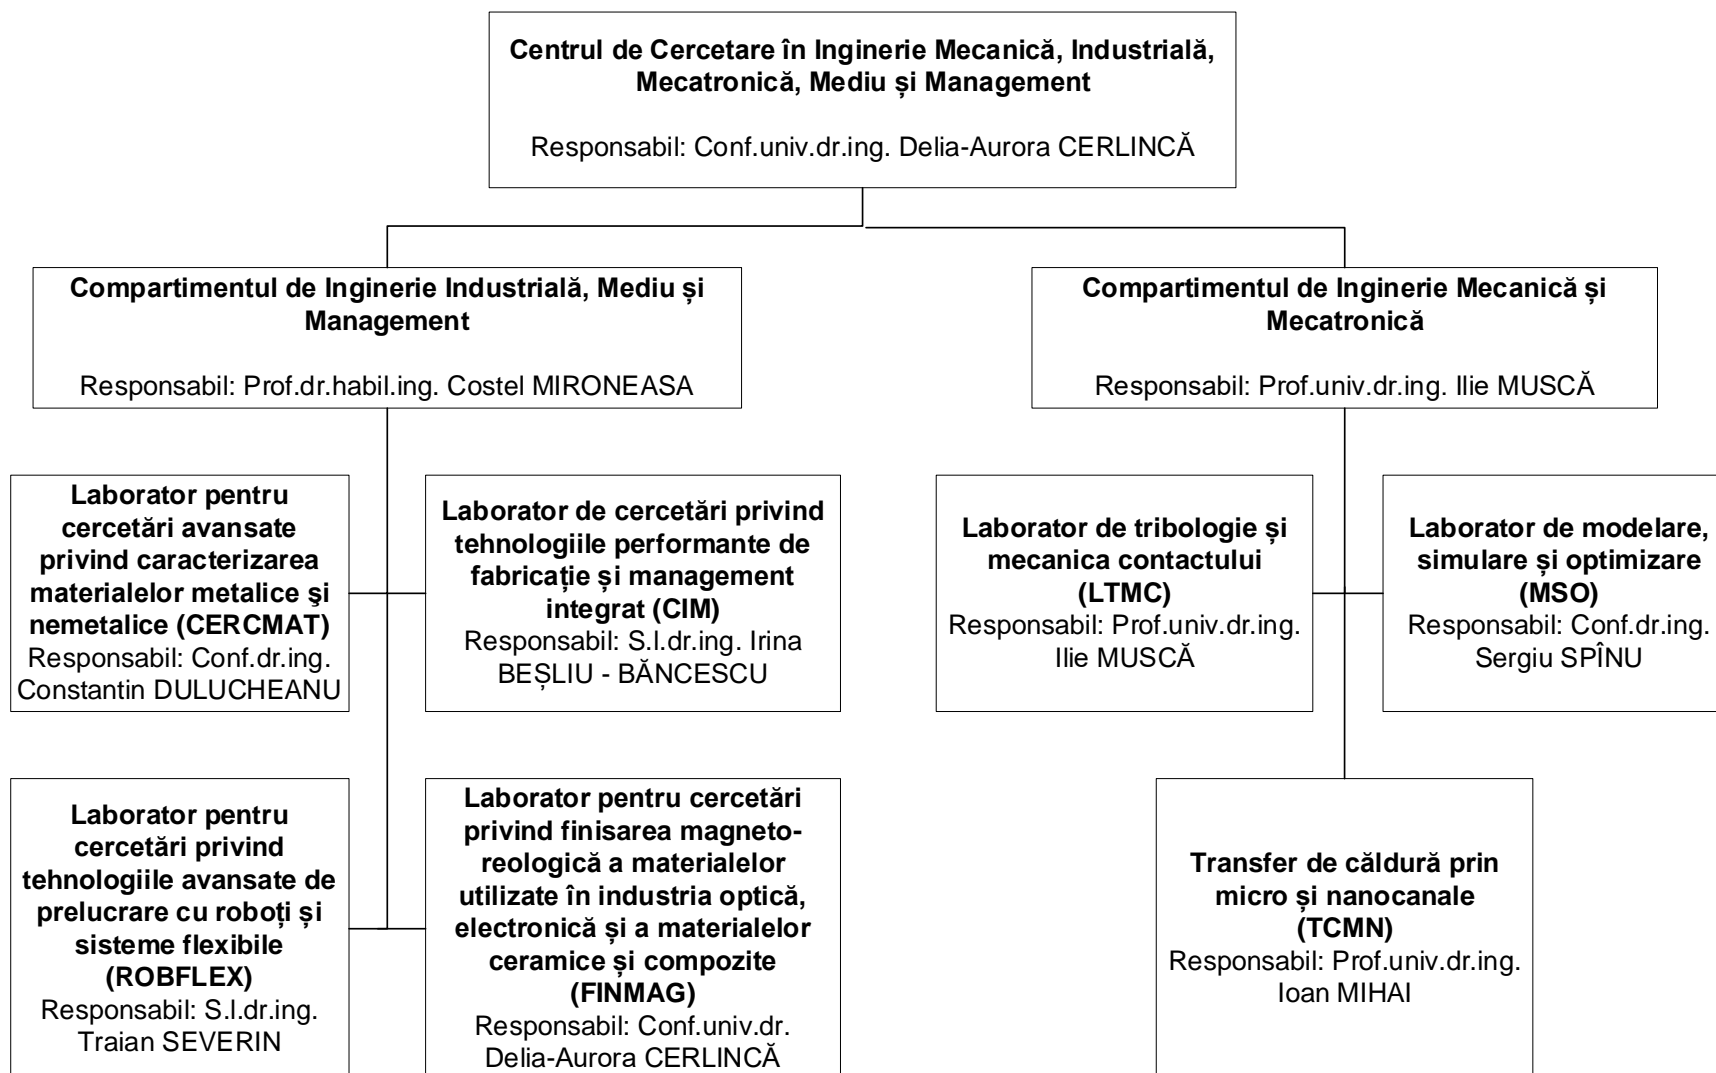 Centrul de Cercetare în Inginerie Mecanică, Industrială,
Mecatronică, Mediu și Management
Responsabil: Conf.univ.dr.ing. Delia-Aurora CERLINCĂ
Compartimentul de Inginerie Industrială, Mediu și
Management
Responsabil: Prof.dr.habil.ing. Costel MIRONEASA
Compartimentul de Inginerie Mecanică și
Mecatronică
Responsabil: Prof.univ.dr.ing. Ilie MUSCĂ
Laborator pentru
cercetări avansate
privind caracterizarea
materialelor metalice şi
nemetalice (CERCMAT)
Responsabil: Conf.dr.ing.
Constantin DULUCHEANU
Laborator de cercetări privind
tehnologiile performante de
fabricație și management
integrat (CIM)
Responsabil: S.l.dr.ing. Irina
BEȘLIU - BĂNCESCU
Laborator de tribologie și
mecanica contactului
(LTMC)
Responsabil: Prof.univ.dr.ing.
Ilie MUSCĂ
Laborator de modelare,
simulare și optimizare
(MSO)
Responsabil: Conf.dr.ing.
Sergiu SPÎNU
Laborator pentru
cercetări privind
tehnologiile avansate de
prelucrare cu roboți și
sisteme flexibile
(ROBFLEX)
Responsabil: S.l.dr.ing.
Traian SEVERIN
Laborator pentru cercetări
privind finisarea magneto-
reologică a materialelor
utilizate în industria optică,
electronică și a materialelor
ceramice și compozite
(FINMAG)
Responsabil: Conf.univ.dr.
Delia-Aurora CERLINCĂ
Transfer de căldură prin
micro și nanocanale
(TCMN)
Responsabil: Prof.univ.dr.ing.
Ioan MIHAI